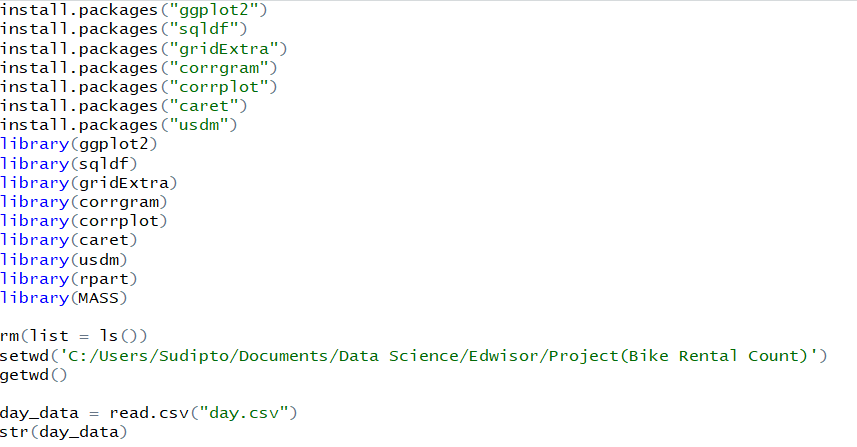 install.packages("ggplot2")
install.packages("sqldf")
install.packages("gridExtra")
install.packages("corrgram")
install.packages("corrplot")
install.packages("caret")
install.packages("usdm")
library(ggplot2)
library(sqldf)
library(gridExtra)
library(corrgram)
library(corrplot)
library(caret)
library(usdm)
library(rpart)
library(MASS)
rm(list = ls())
setwd('C:/Users/Sudipto/Documents/Data Science/Edwisor/Project(Bike Rental Count)')
getwd()
day_data = read.csv("day.csv")
str(day_data)